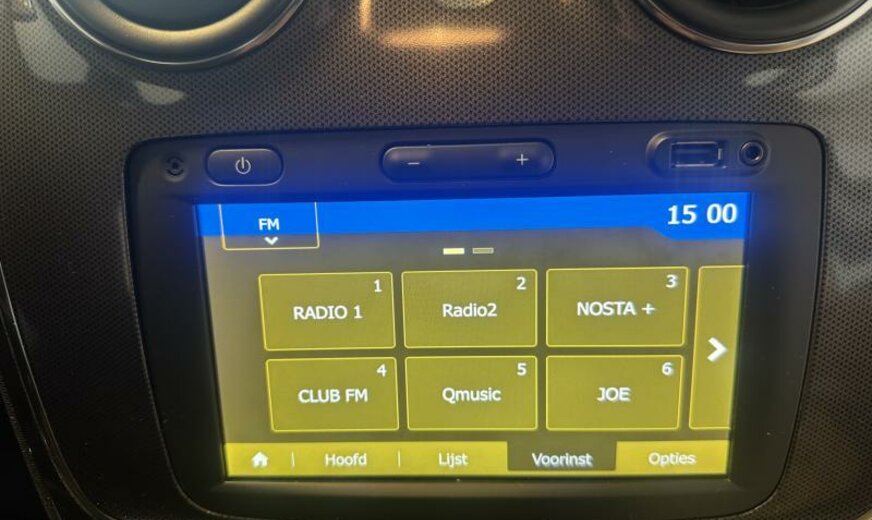 FM
15 00
1
RADIO 1
2
Radio2
3
NOSTA +
4
CLUB FM
5
Qmusic
6
JOE
Hoofd
Lijst
Voorinst
Opties